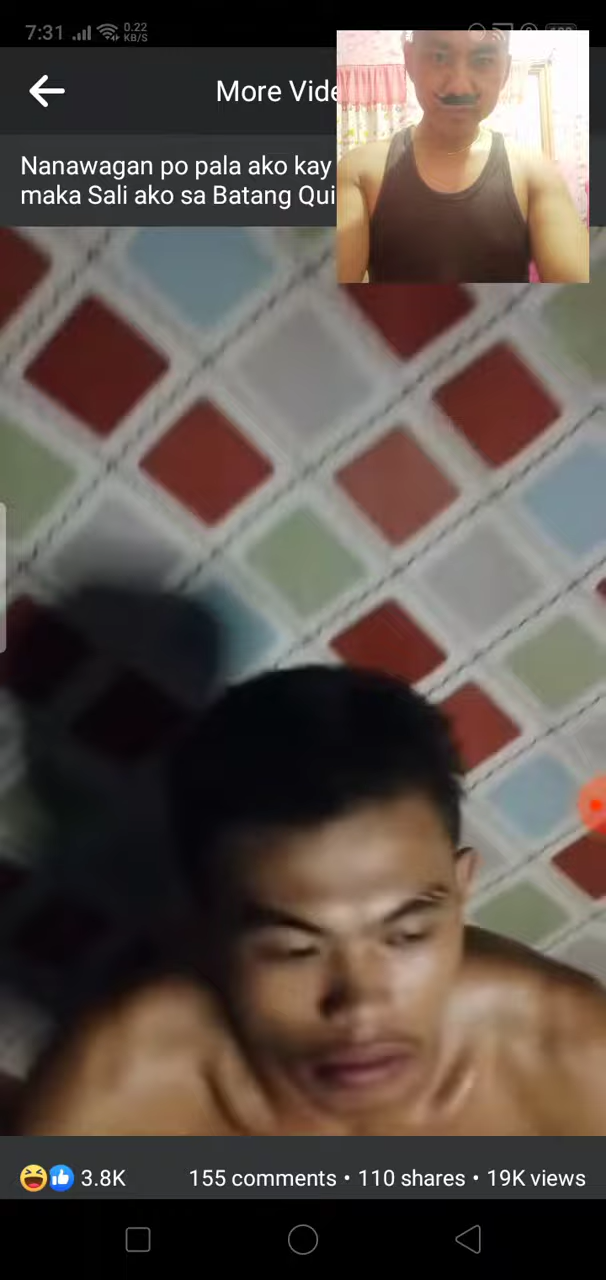 7:31
0.22
KB/S
More Vide
Nanawagan po pala ako kay
maka Sali ako sa Batang Qui
3.8K
155 comments • 110 shares • 19K views